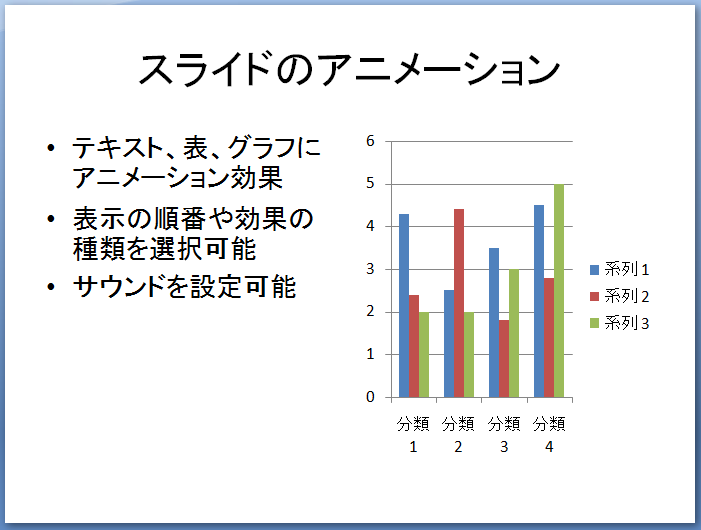 スライドのアニメーション
• テキスト、表、グラフに
アニメーション効果
• 表示の順番や効果の
種類を選択可能
• サウンドを設定可能
6
5
4
3
2
1
0
分類 分類 分類 分類
1 2 3 4
系列1
系列2
系列3